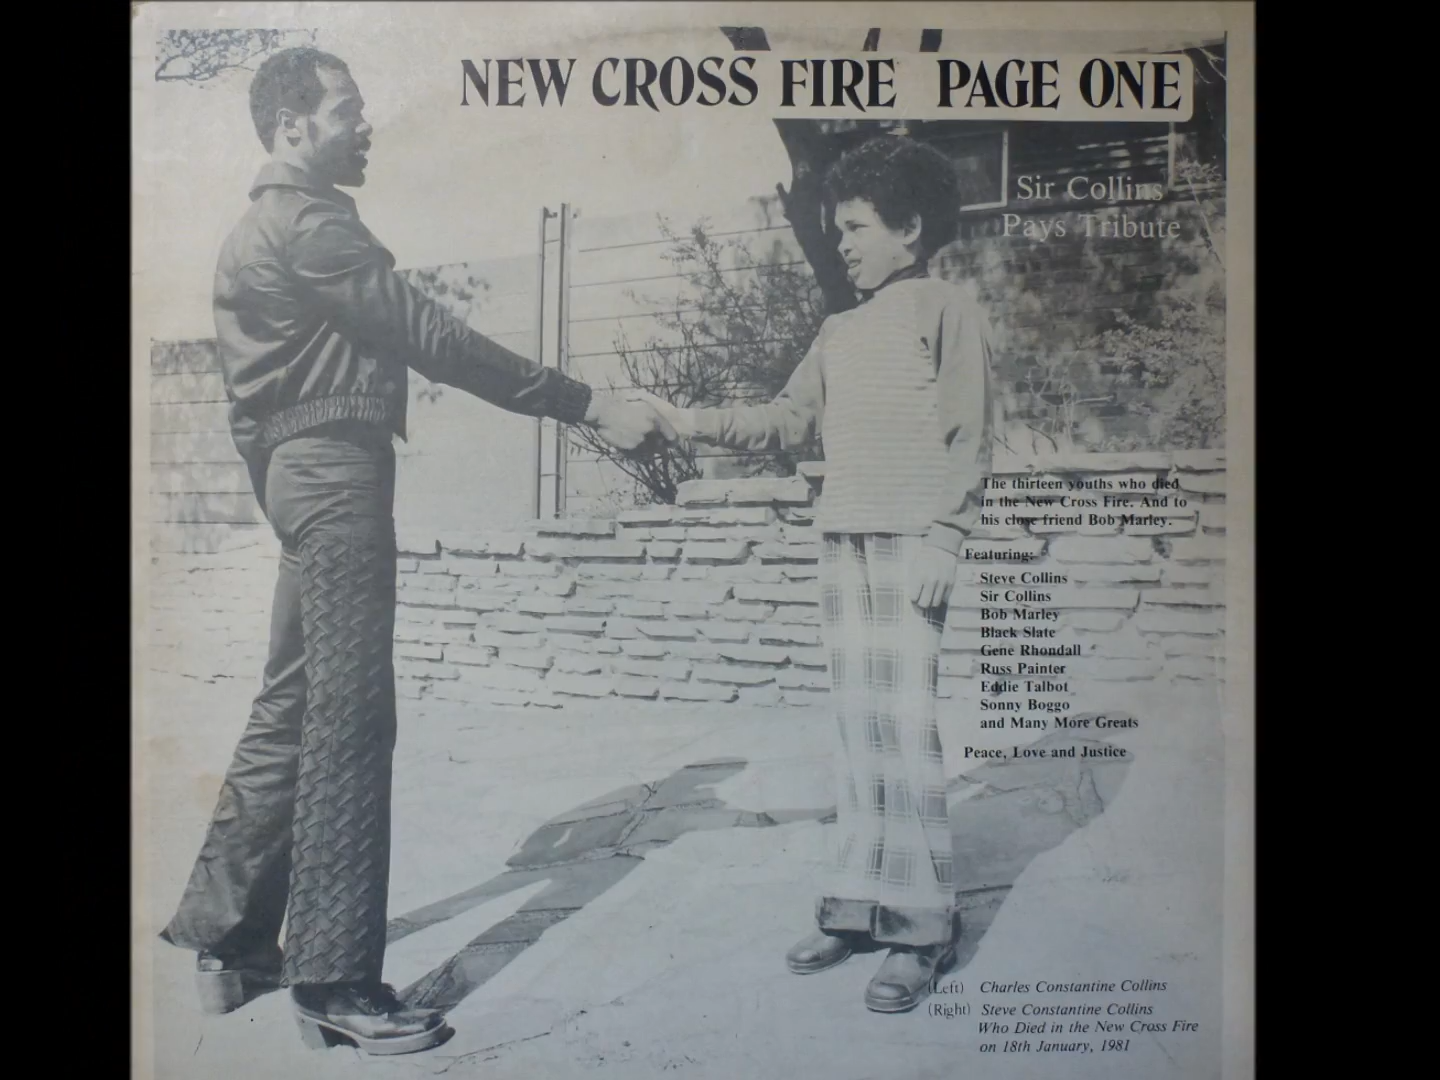 NEW CROSS FIRE PAGE ONE
Sir Collins
Pays Tribute
The thirteen youths who died
in the New Cross Fire. And to
his close friend Bob Marley.
Featuring:
Steve Collins
Sir Collins
Bob Marley
Black Slate
Gene Rhondall
Russ Painter
Eddie Talbot
Sonny Boggo
and Many More Greats
Peace, Love and Justice
(Left) Charles Constantine Collins
(Right) Steve Constantine Collins
Who Died in the New Cross Fire
on 18th January, 1981